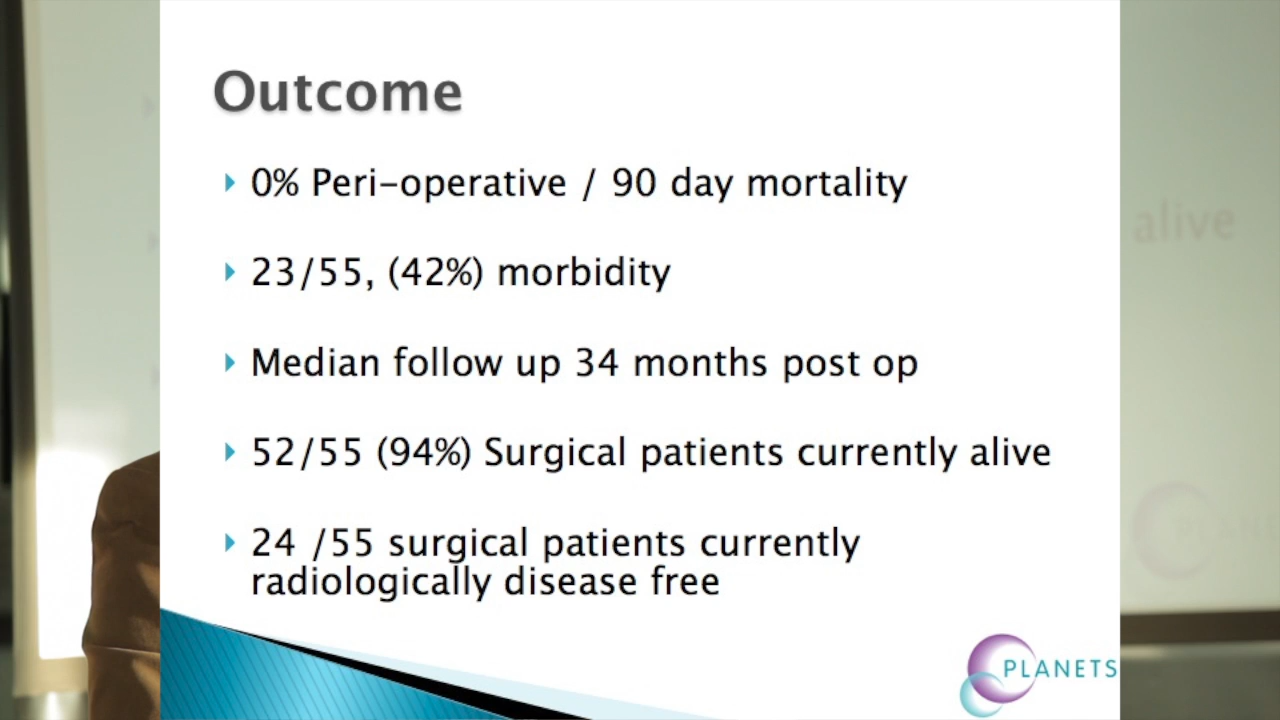 Outcome
0% Peri-operative / 90 day mortality
23/55, (42%) morbidity
Median follow up 34 months post op
alive
52/55 (94%) Surgical patients currently alive
24 /55 surgical patients currently
radiologically disease free
PLANETS